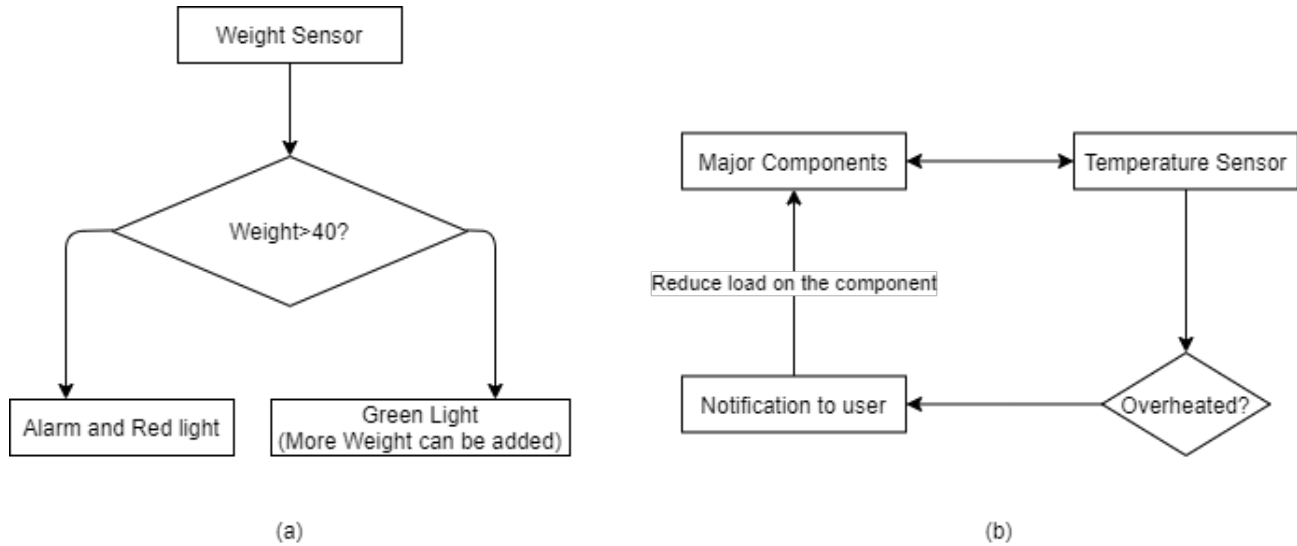 Weight Sensor
Weight>40?
Alarm and Red light
Green Light
(More Weight can be added)
(a)
Major Components
Temperature Sensor
Reduce load on the component
Notification to user
Overheated?
(b)